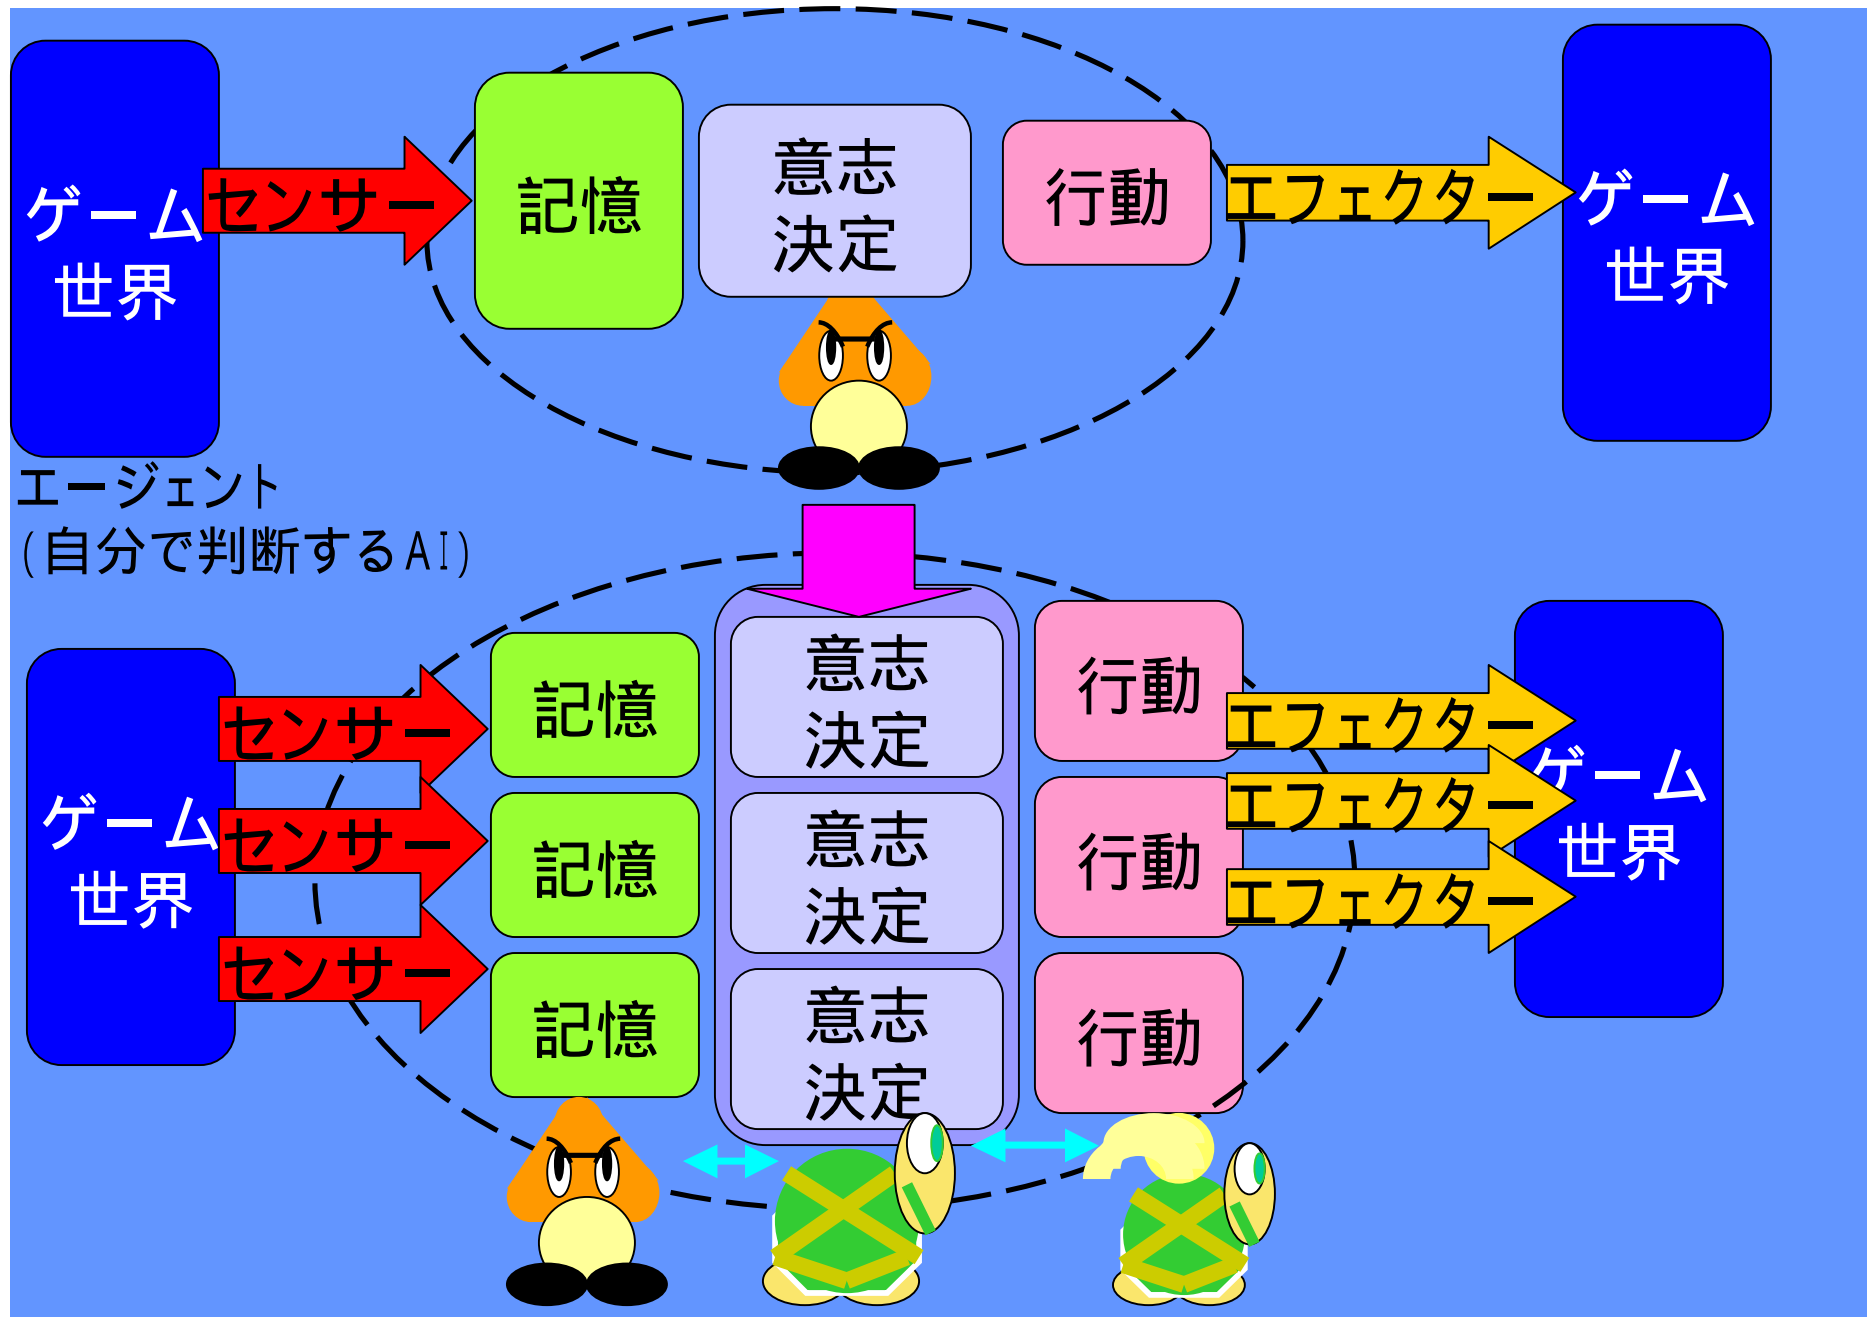 ゲーム
世界
センサー
記憶
意志
決定
行動
エフェクター
ゲーム
世界
エージェント
(自分で判断するAI)
ゲーム
世界
センサー
センサー
センサー
記憶
記憶
記憶
意志
決定
意志
決定
意志
決定
行動
行動
行動
エフェクター
エフェクター
エフェクター
ゲーム
世界